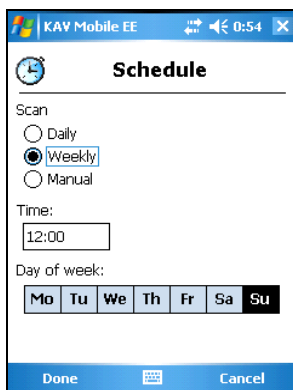 KAV Mobile EE 0:54
Schedule
Scan
Daily
Weekly
Manual
Time:
12:00
Day of week:
Mo Tu We Th Fr Sa Su
Done Cancel